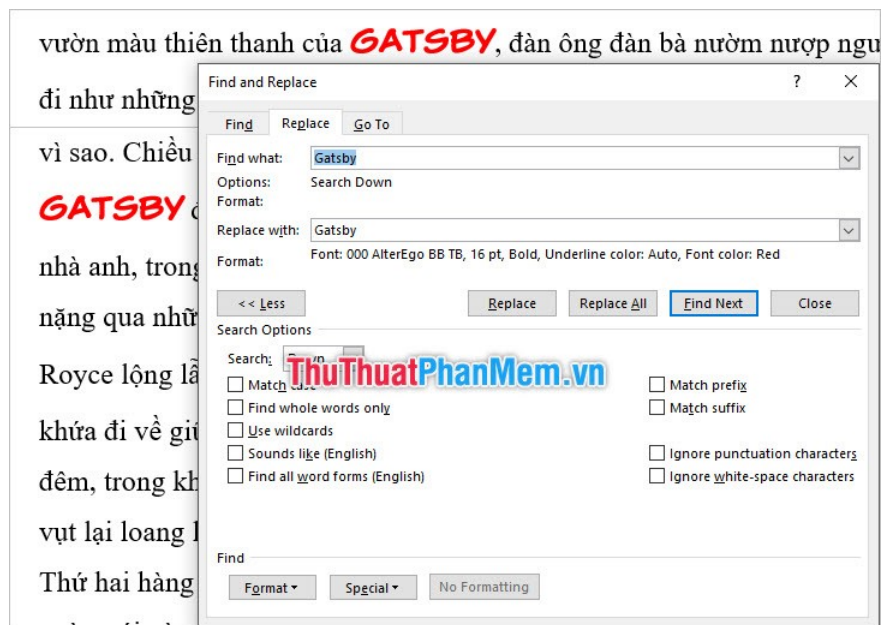 vườn màu thiên thanh của GATSBY, đàn ông đàn bà nườm nượp ngu
Find and Replace ?
đi như những
Find Replace Go To
vì sao. Chiều
Find what: Gatsby
Options: Search Down
Format:
GATSBY
Replace with: Gatsby
Format: Font: 000 AlterEgo BB TB, 16 pt, Bold, Underline color: Auto, Font color: Red
nhà anh, trong
<< Less Replace Replace All Find Next Close
nặng qua nhữ
Search Options
Search: Down
ThuThuatPhanMem.vn
Royce lộng lẫ
Match case Match prefix
Find whole words only Match suffix
khứa đi về giữ
Use wildcards
Sounds like (English) Ignore punctuation characters
Find all word forms (English) Ignore white-space characters
đêm, trong kh
vụt lại loang
Find
Thứ hai hàng
Format Special No Formatting